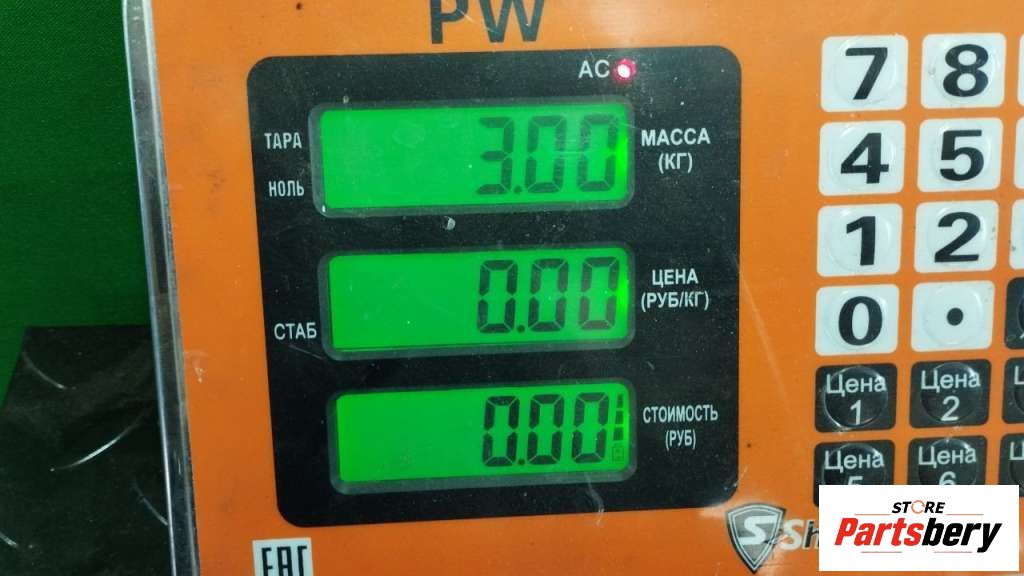 PW
AC
ТАРА
НОЛЬ
3.00
МАССА
(КГ)
СТАБ
0.00
ЦЕНА
(РУБ/КГ)
0.00
СТОИМОСТЬ
(РУБ)
7 8
4 5
1 2
0 .
Цена
1
Цена
2
Цена
5
Цена
6
EAC
STORE
Partsbery